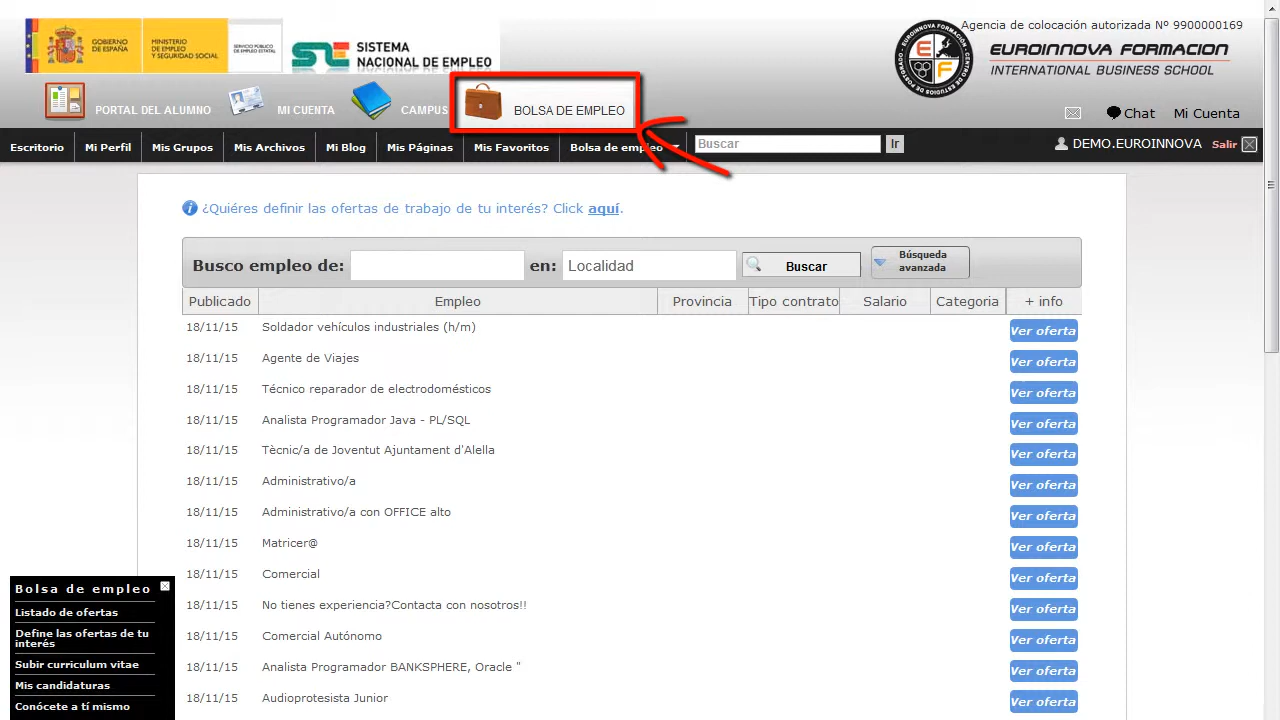 Agencia de colocación autorizada Nº 9900000169
GOBIERNO DE ESPAÑA
MINISTERIO DE EMPLEO Y SEGURIDAD SOCIAL
SERVICIO PÚBLICO DE EMPLEO ESTATAL
SISTEMA NACIONAL DE EMPLEO
EUROINNOVA FORMACION
INTERNATIONAL BUSINESS SCHOOL
PORTAL DEL ALUMNO
MI CUENTA
CAMPUS
BOLSA DE EMPLEO
Chat
Mi Cuenta
Escritorio
Mi Perfil
Mis Grupos
Mis Archivos
Mi Blog
Mis Páginas
Mis Favoritos
Bolsa de empleo
Buscar
Ir
DEMO.EUROINNOVA
Salir
¿Quiéres definir las ofertas de trabajo de tu interés? Click aquí.
Busco empleo de:
en:
Localidad
Buscar
Búsqueda
avanzada
Publicado Empleo Provincia Tipo contrato Salario Categoria + info
18/11/15 Soldador vehículos industriales (h/m) Ver oferta
18/11/15 Agente de Viajes Ver oferta
18/11/15 Técnico reparador de electrodomésticos Ver oferta
18/11/15 Analista Programador Java - PL/SQL Ver oferta
18/11/15 Tècnic/a de Joventut Ajuntament d'Alella Ver oferta
18/11/15 Administrativo/a Ver oferta
18/11/15 Administrativo/a con OFFICE alto Ver oferta
18/11/15 Matricer@ Ver oferta
18/11/15 Comercial Ver oferta
18/11/15 No tienes experiencia?Contacta con nosotros!! Ver oferta
18/11/15 Comercial Autónomo Ver oferta
18/11/15 Analista Programador BANKSPHERE, Oracle " Ver oferta
18/11/15 Audioprotesista Junior Ver oferta
Bolsa de empleo
Listado de ofertas
Define las ofertas de tu
interés
Subir curriculum vitae
Mis candidaturas
Conócete a tí mismo